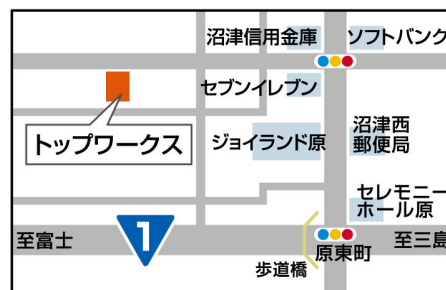 沼津信用金庫
ソフトバンク
セブンイレブン
トップワークス
ジョイランド原
沼津西
郵便局
セレモニー
ホール原
至富士
1
原東町
至三島
歩道橋